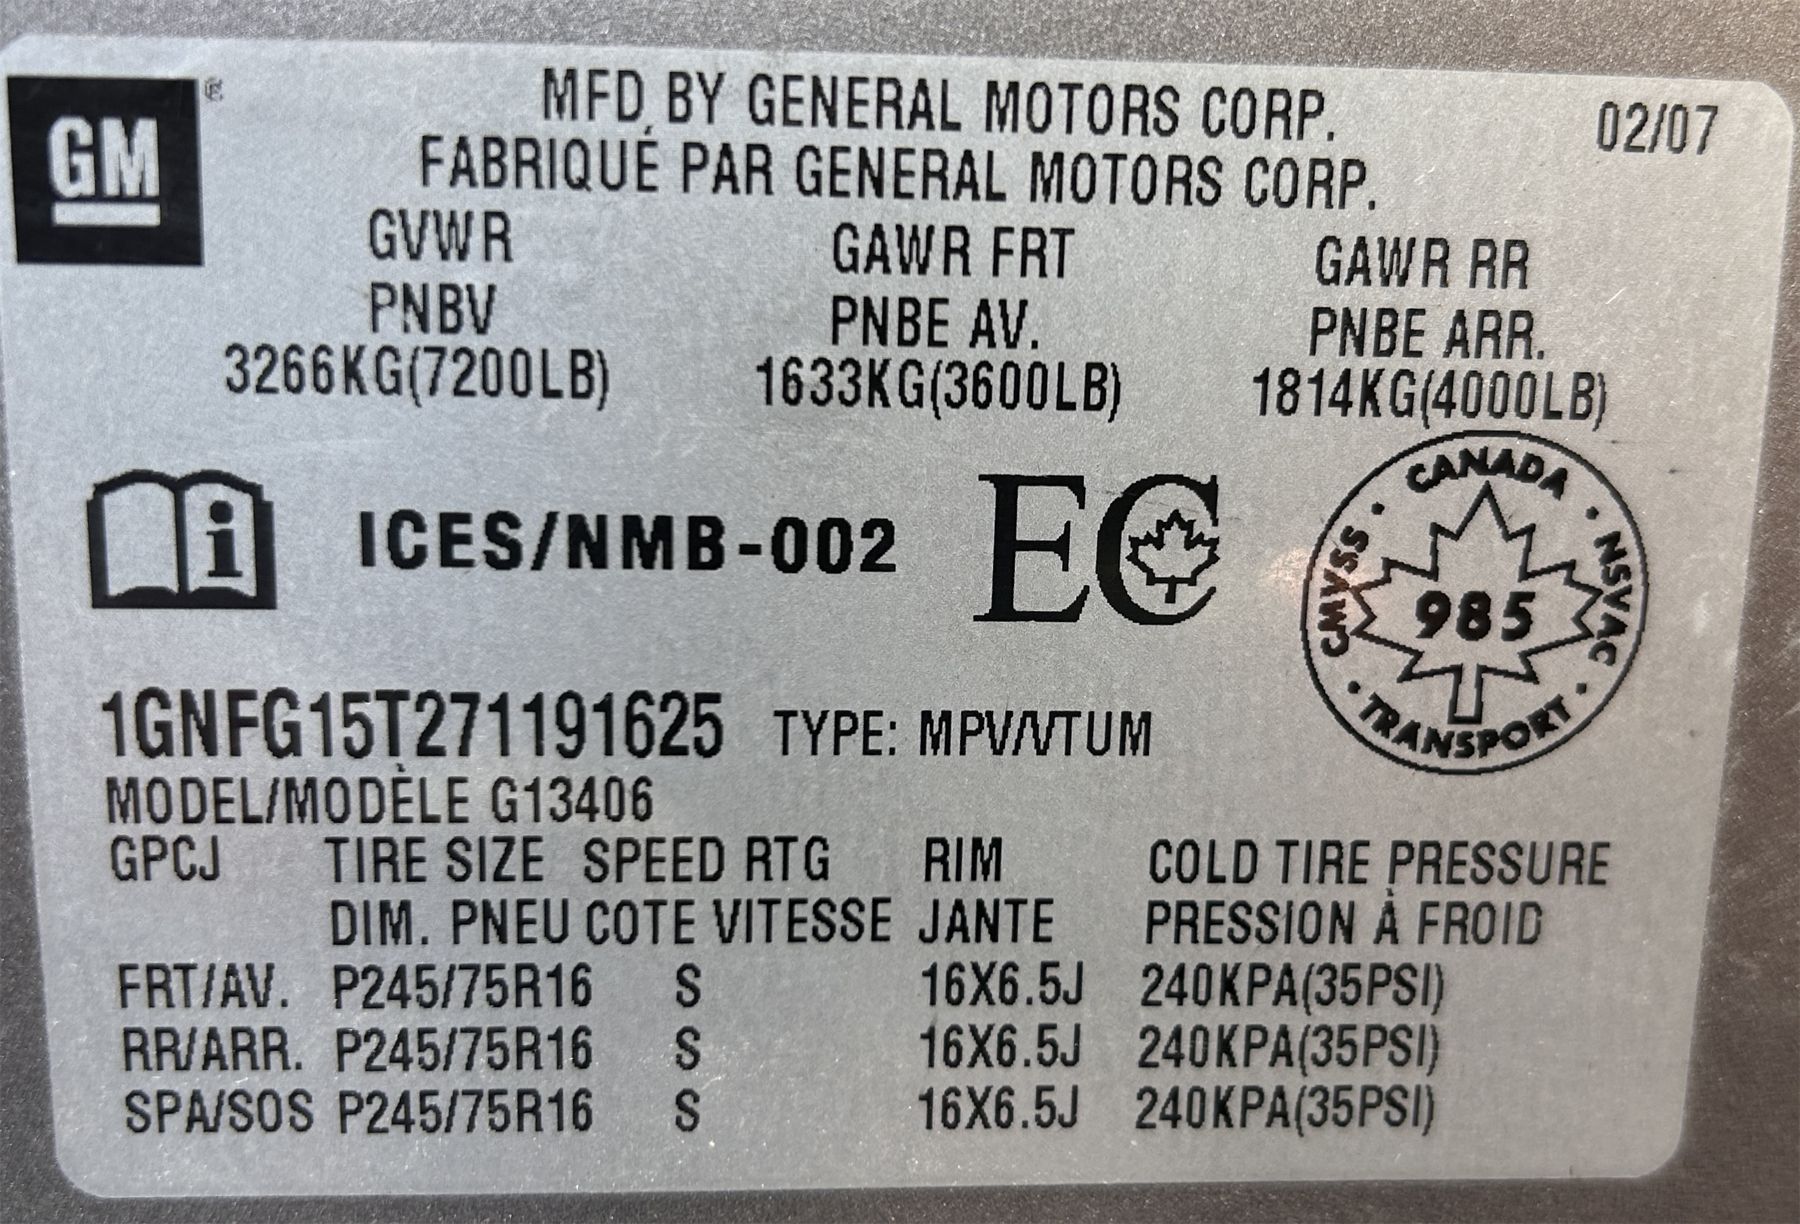 GM ®
MFD BY GENERAL MOTORS CORP.
02/07
FABRIQUÉ PAR GENERAL MOTORS CORP.
GVWR GAWR FRT GAWR RR
PNBV PNBE AV. PNBE ARR.
3266KG(7200LB) 1633KG(3600LB) 1814KG(4000LB)
i ICES/NMB-002 EC
CANADA · NSVAC · TRANSPORT · CMVSS ·
985
1GNFG15T271191625 TYPE: MPV/VTUM
MODEL/MODÈLE G13406
GPCJ TIRE SIZE SPEED RTG RIM COLD TIRE PRESSURE
DIM. PNEU COTE VITESSE JANTE PRESSION À FROID
FRT/AV. P245/75R16 S 16X6.5J 240KPA(35PSI)
RR/ARR. P245/75R16 S 16X6.5J 240KPA(35PSI)
SPA/SOS P245/75R16 S 16X6.5J 240KPA(35PSI)